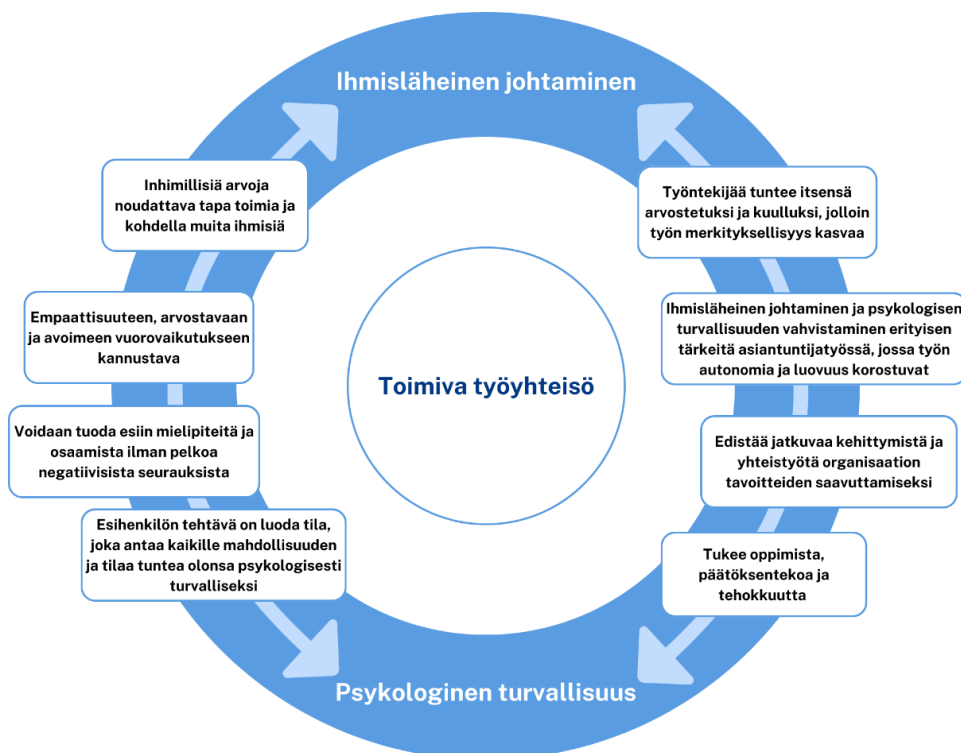 Ihmisläheinen johtaminen
Inhimillisiä arvoja
noudattava tapa toimia ja
kohdella muita ihmisiä
Empaattisuuteen, arvostavaan
ja avoimeen vuorovaikutukseen
kannustava
Voidaan tuoda esiin mielipiteitä ja
osaamista ilman pelkoa
negatiivisista seurauksista
Esihenkilön tehtävä on luoda tila,
joka antaa kaikille mahdollisuuden
ja tilaa tuntea olonsa psykologisesti
turvalliseksi
Toimiva työyhteisö
Työntekijää tuntee itsensä
arvostetuksi ja kuulluksi, jolloin
työn merkityksellisyys kasvaa
Ihmisläheinen johtaminen ja psykologisen
turvallisuuden vahvistaminen erityisen
tärkeitä asiantuntijatyössä, jossa työn
autonomia ja luovuus korostuvat
Edistää jatkuvaa kehittymistä ja
yhteistyötä organisaation
tavoitteiden saavuttamiseksi
Tukee oppimista,
päätöksentekoa ja
tehokkuutta
Psykologinen turvallisuus